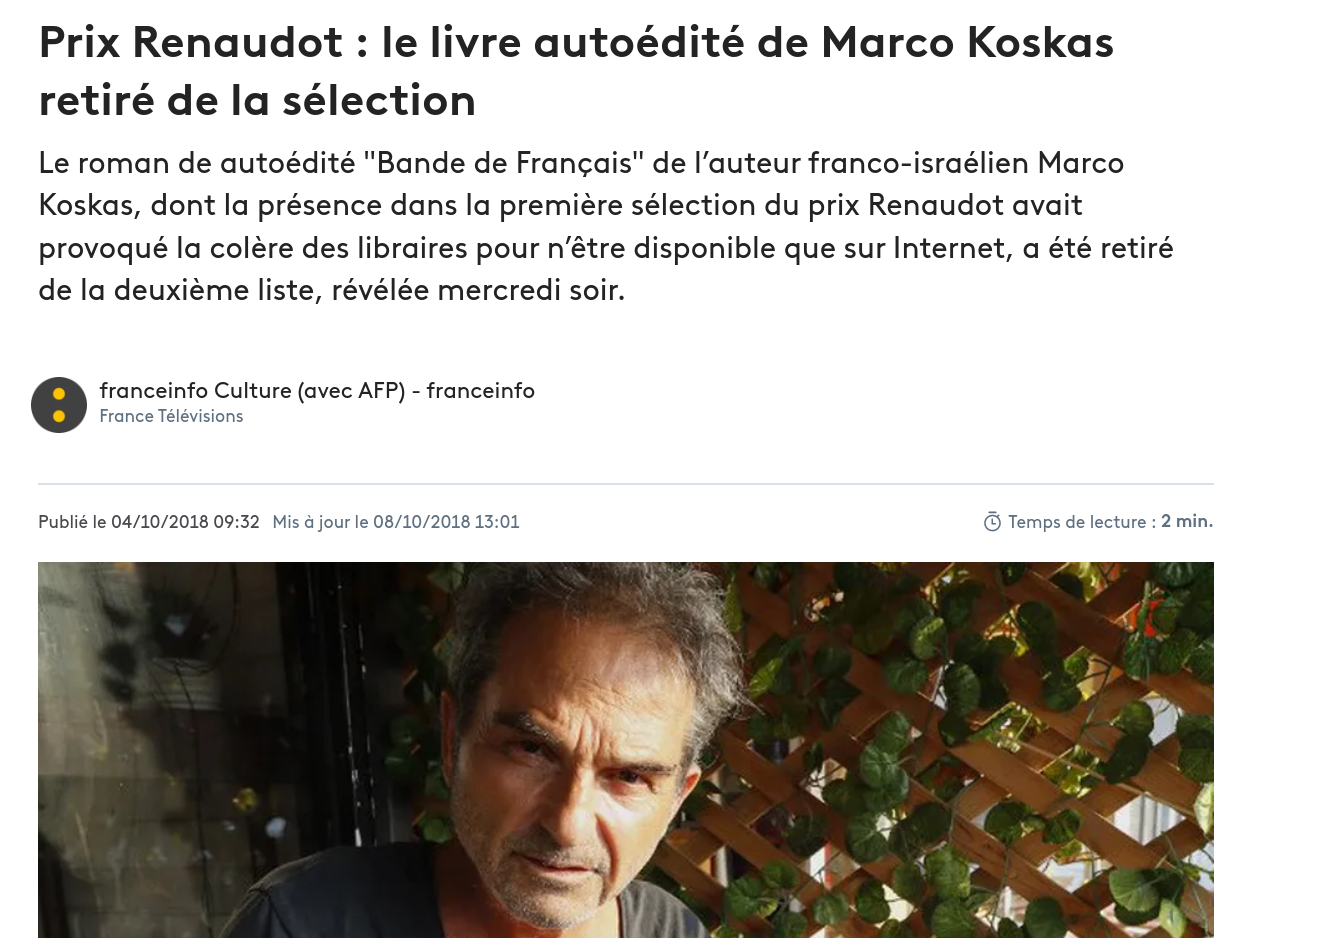 Prix Renaudot : le livre autoédité de Marco Koskas
retiré de la sélection
Le roman de autoédité "Bande de Français" de l’auteur franco-israélien Marco
Koskas, dont la présence dans la première sélection du prix Renaudot avait
provoqué la colère des libraires pour n’être disponible que sur Internet, a été retiré
de la deuxième liste, révélée mercredi soir.
franceinfo Culture (avec AFP) - franceinfo
France Télévisions
Publié le 04/10/2018 09:32 Mis à jour le 08/10/2018 13:01
Temps de lecture : 2 min.